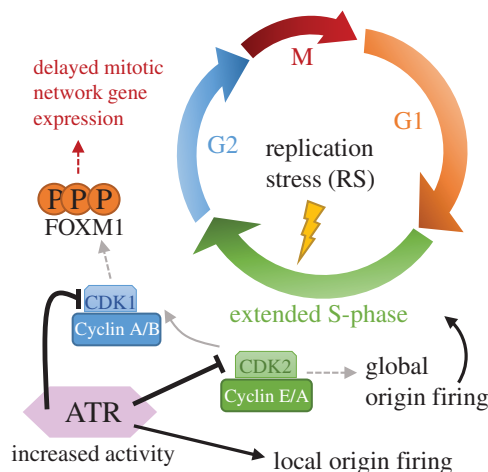 M
delayed mitotic
network gene
expression
G2
G1
replication
stress (RS)
P P P
FOXM1
extended S-phase
CDK1
Cyclin A/B
CDK2
Cyclin E/A
global
origin firing
ATR
increased activity
local origin firing